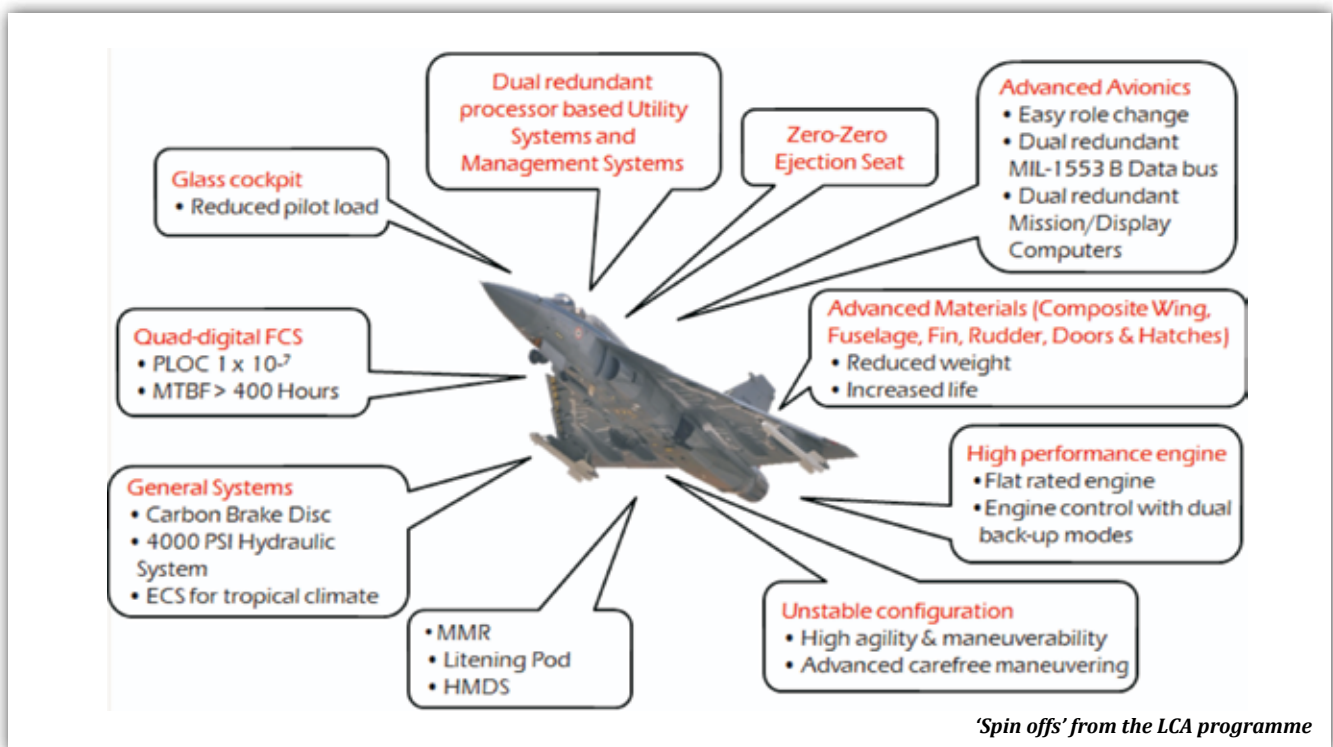 Dual redundant
processor based Utility
Systems and
Management Systems
Zero-Zero
Ejection Seat
Advanced Avionics
• Easy role change
• Dual redundant
MIL-1553 B Data bus
• Dual redundant
Mission/Display
Computers
Glass cockpit
• Reduced pilot load
Quad-digital FCS
• PLOC 1 x 10-⁷
• MTBF > 400 Hours
Advanced Materials (Composite Wing,
Fuselage, Fin, Rudder, Doors & Hatches)
• Reduced weight
• Increased life
General Systems
• Carbon Brake Disc
• 4000 PSI Hydraulic
System
• ECS for tropical climate
High performance engine
• Flat rated engine
• Engine control with dual
back-up modes
• MMR
• Litening Pod
• HMDS
Unstable configuration
• High agility & maneuverability
• Advanced carefree maneuvering
‘Spin offs’ from the LCA programme